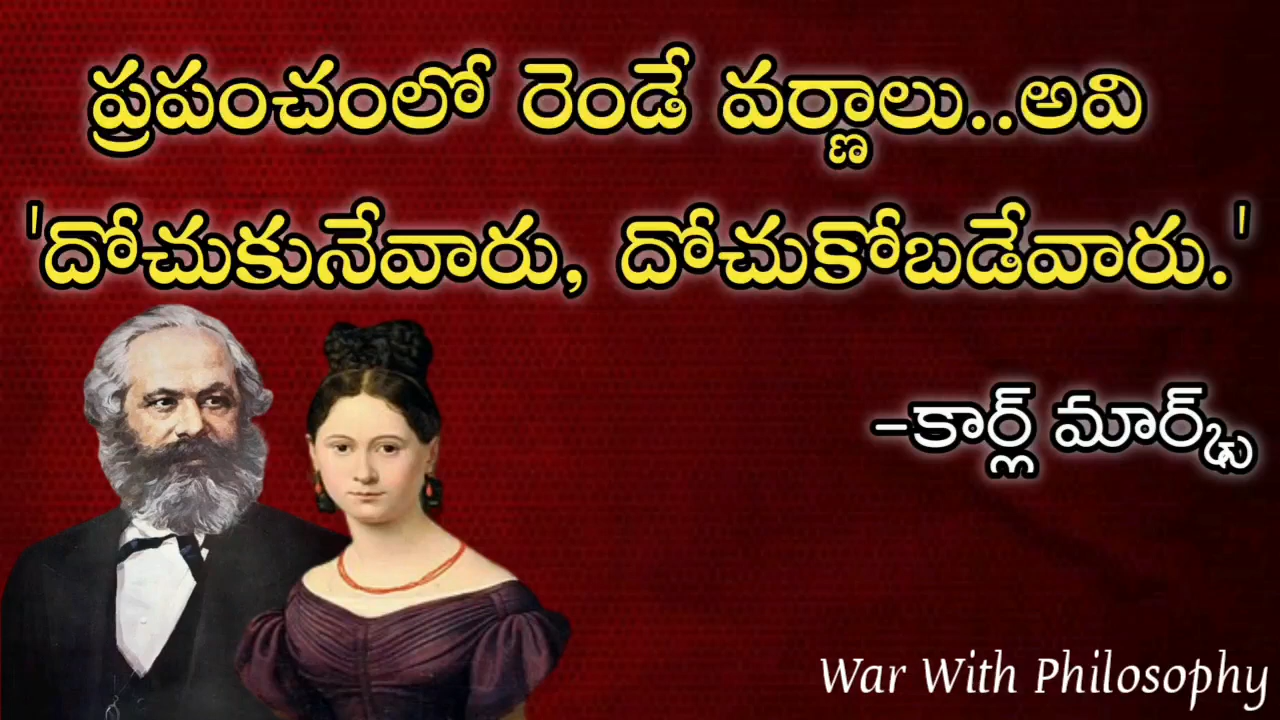 ప్రపంచంలో రెండే వర్ణాలు..అవి
'దోచుకునేవారు, దోచుకోబడేవారు.'
-కార్ల్ మార్క్స్
War With Philosophy